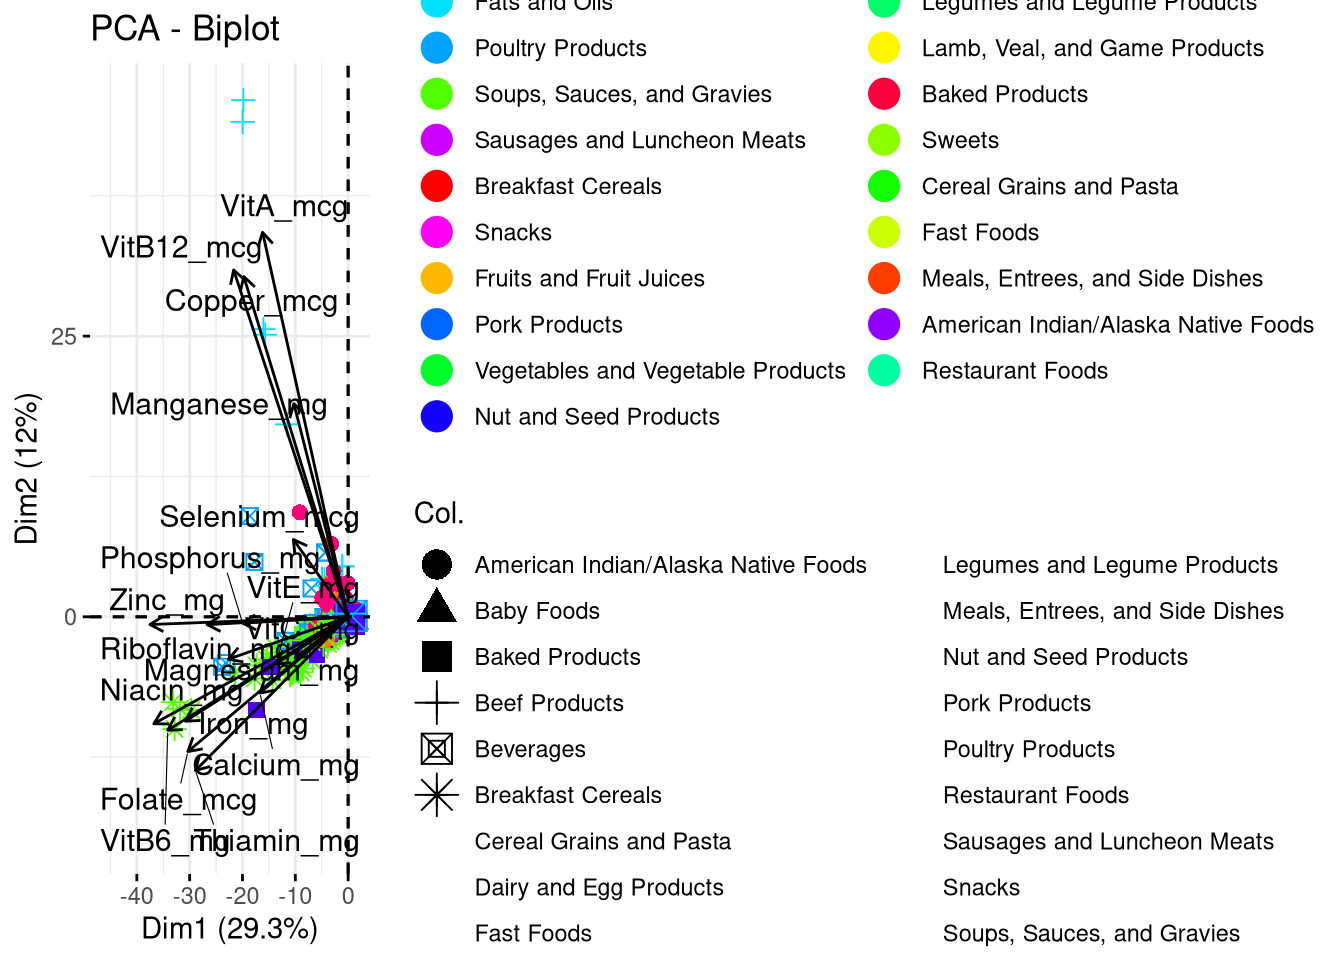 PCA - Biplot
VitA_mcg
VitB12_mcg
Copper_mcg
25
Manganese_mg
Dim2 (12%)
Selenium_mcg
Phosphorus_mg
VitE_mg
Zinc_mg
0
Riboflavin_mg
Magnesium_mg
Niacin_mg
Iron_mg
Calcium_mg
Folate_mcg
VitB6_mg
Thiamin_mg
-40 -30 -20 -10 0
Dim1 (29.3%)
Fats and Oils
Poultry Products
Soups, Sauces, and Gravies
Sausages and Luncheon Meats
Breakfast Cereals
Snacks
Fruits and Fruit Juices
Pork Products
Vegetables and Vegetable Products
Nut and Seed Products
Legumes and Legume Products
Lamb, Veal, and Game Products
Baked Products
Sweets
Cereal Grains and Pasta
Fast Foods
Meals, Entrees, and Side Dishes
American Indian/Alaska Native Foods
Restaurant Foods
Col.
American Indian/Alaska Native Foods
Baby Foods
Baked Products
Beef Products
Beverages
Breakfast Cereals
Cereal Grains and Pasta
Dairy and Egg Products
Fast Foods
Legumes and Legume Products
Meals, Entrees, and Side Dishes
Nut and Seed Products
Pork Products
Poultry Products
Restaurant Foods
Sausages and Luncheon Meats
Snacks
Soups, Sauces, and Gravies